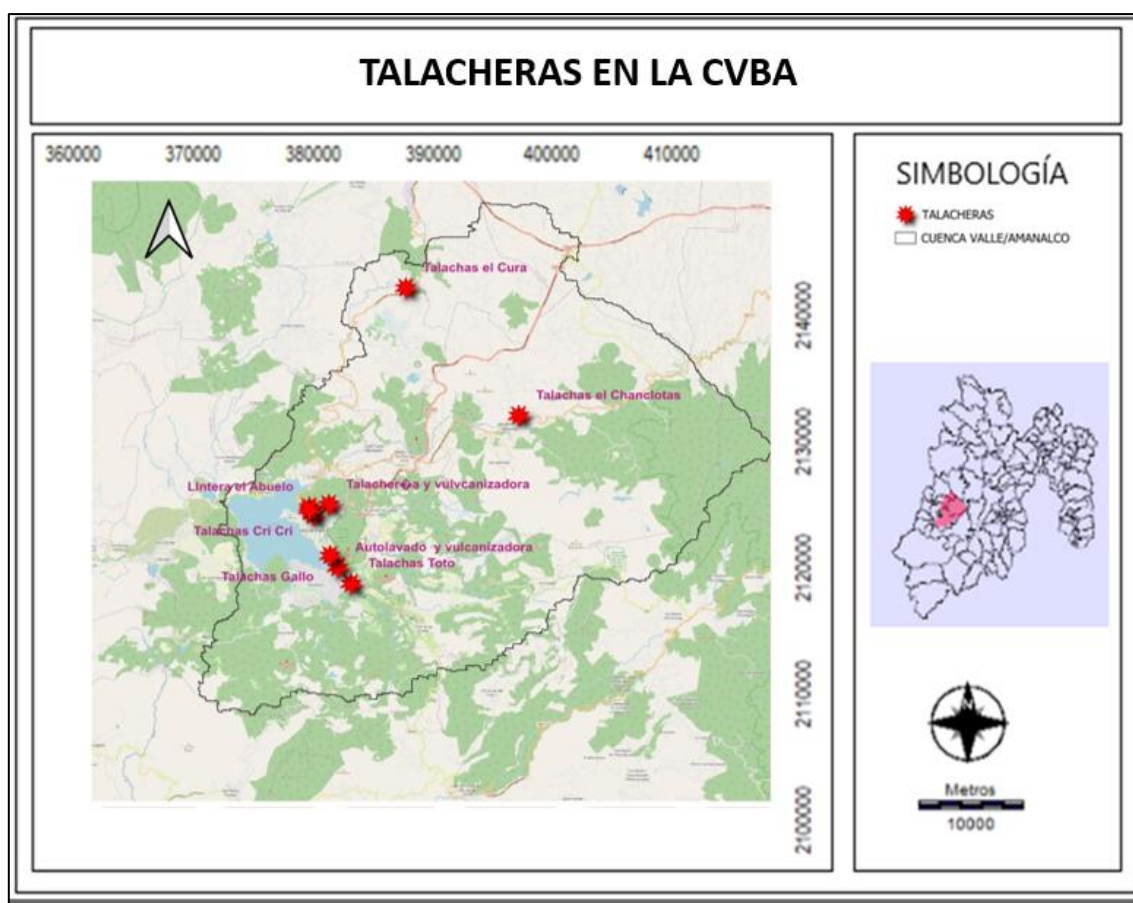 TALACHERAS EN LA CVBA
360000 370000 380000 390000 400000 410000
Talachas el Cura
Talachas el Chanclotas
Llntera el Abuelo
Talacher�a y vulvcanizadora
Talachas Cri Cri
Autolavado y vulcanizadora
Talachas Toto
Talachas Gallo
2140000
2130000
2120000
2110000
2100000
SIMBOLOGÍA
TALACHERAS
CUENCA VALLE/AMANALCO
N
Metros
10000